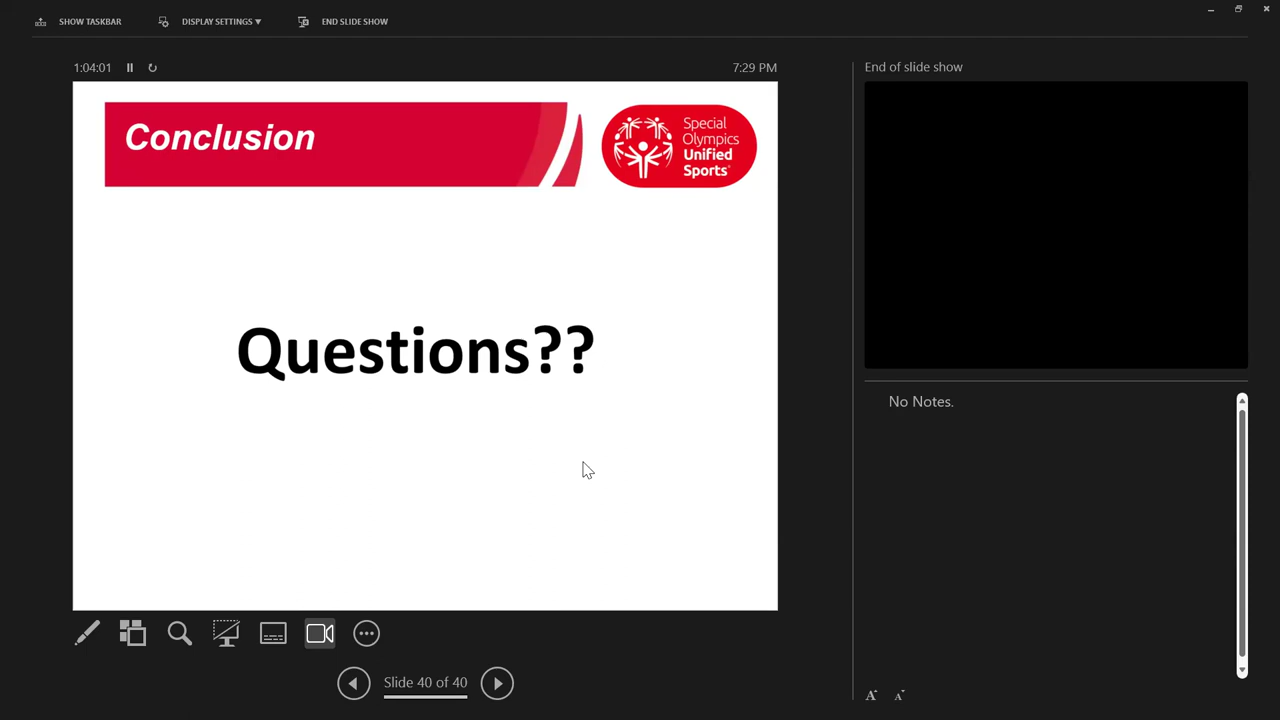 SHOW TASKBAR
DISPLAY SETTINGS ▼
END SLIDE SHOW
1:04:01
7:29 PM
End of slide show
Conclusion
Special
Olympics
Unified
Sports
Questions??
No Notes.
Slide 40 of 40
A
A